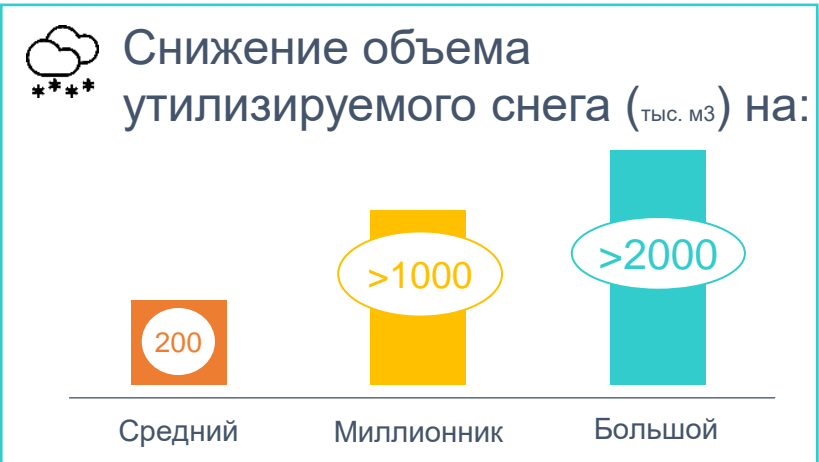 Снижение объема
утилизируемого снега (тыс. м3) на:
>2000
>1000
200
Средний Миллионник Большой